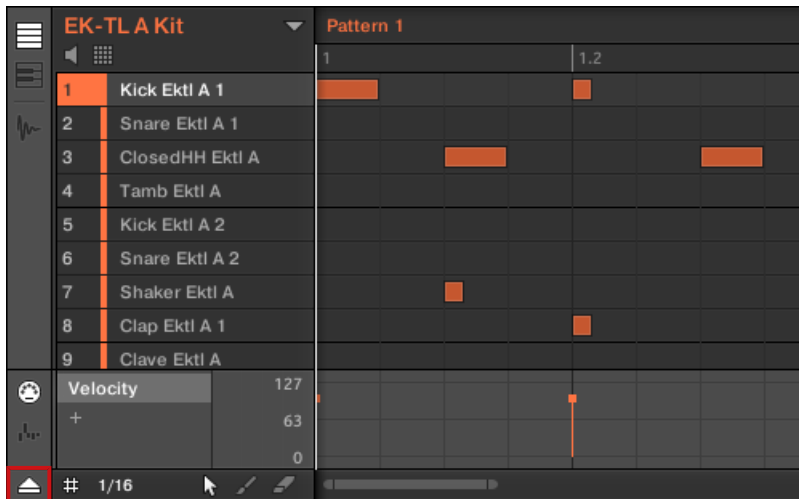 EK-TL A Kit
Pattern 1
1 1.2
1 Kick Ektl A 1
2 Snare Ektl A 1
3 ClosedHH Ektl A
4 Tamb Ektl A
5 Kick Ektl A 2
6 Snare Ektl A 2
7 Shaker Ektl A
8 Clap Ektl A 1
9 Clave Ektl A
Velocity 127
+ 63
0
# 1/16